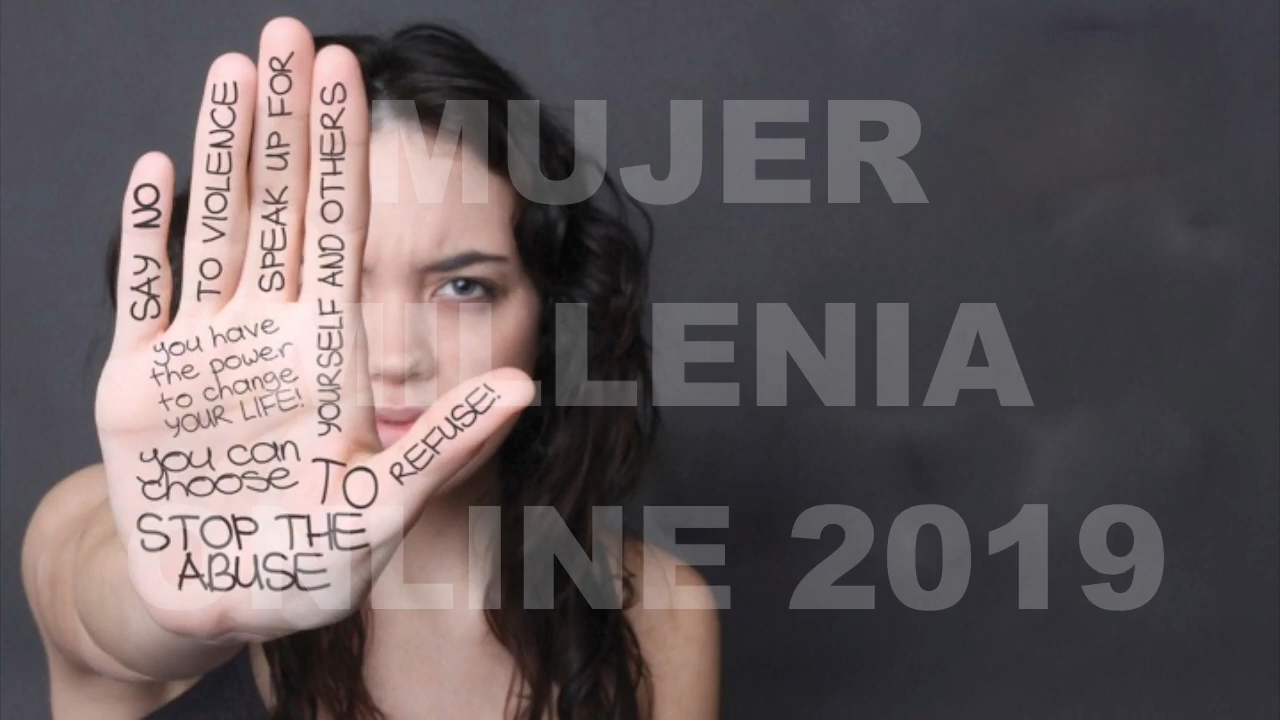 SAY NO
TO VIOLENCE
SPEAK UP FOR
YOURSELF AND OTHERS
you have
the power
to change
YOUR LIFE!
you can
choose
TO
REFUSE!
STOP THE
ABUSE
MUJER
MILLENIA
ONLINE 2019